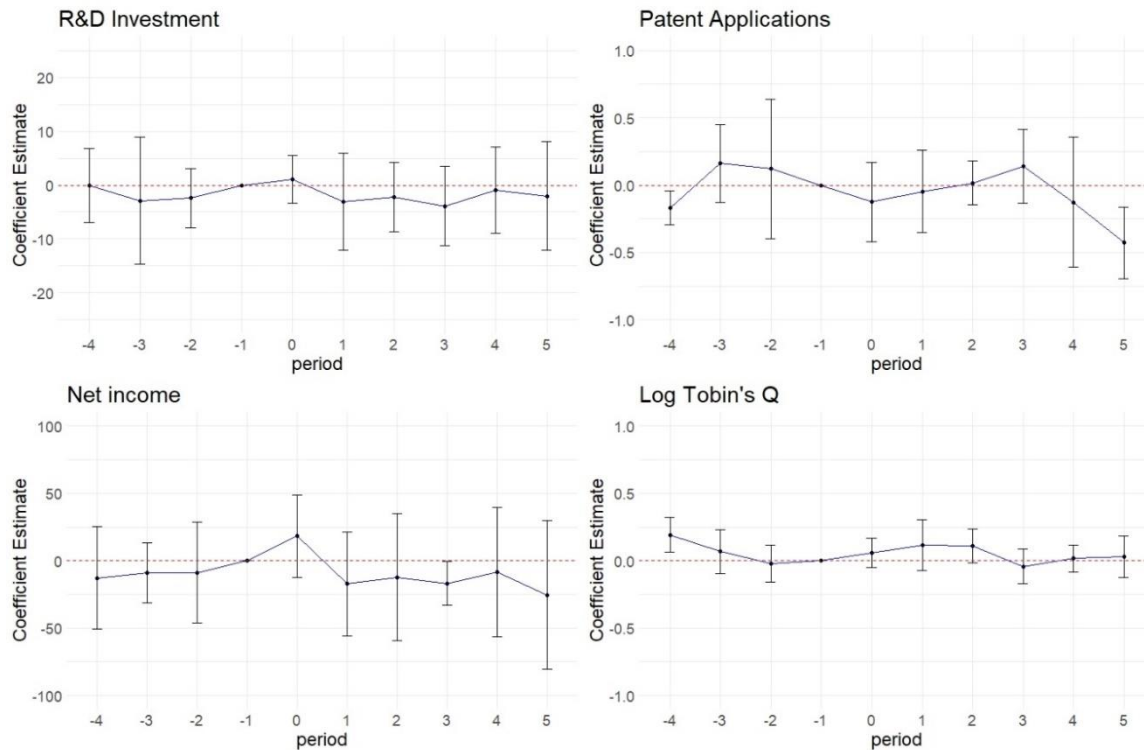 R&D Investment
Coefficient Estimate
20
10
0
-10
-20
-4 -3 -2 -1 0 1 2 3 4 5
period
Patent Applications
Coefficient Estimate
1.0
0.5
0.0
-0.5
-1.0
-4 -3 -2 -1 0 1 2 3 4 5
period
Net income
Coefficient Estimate
100
50
0
-50
-100
-4 -3 -2 -1 0 1 2 3 4 5
period
Log Tobin's Q
Coefficient Estimate
1.0
0.5
0.0
-0.5
-1.0
-4 -3 -2 -1 0 1 2 3 4 5
period